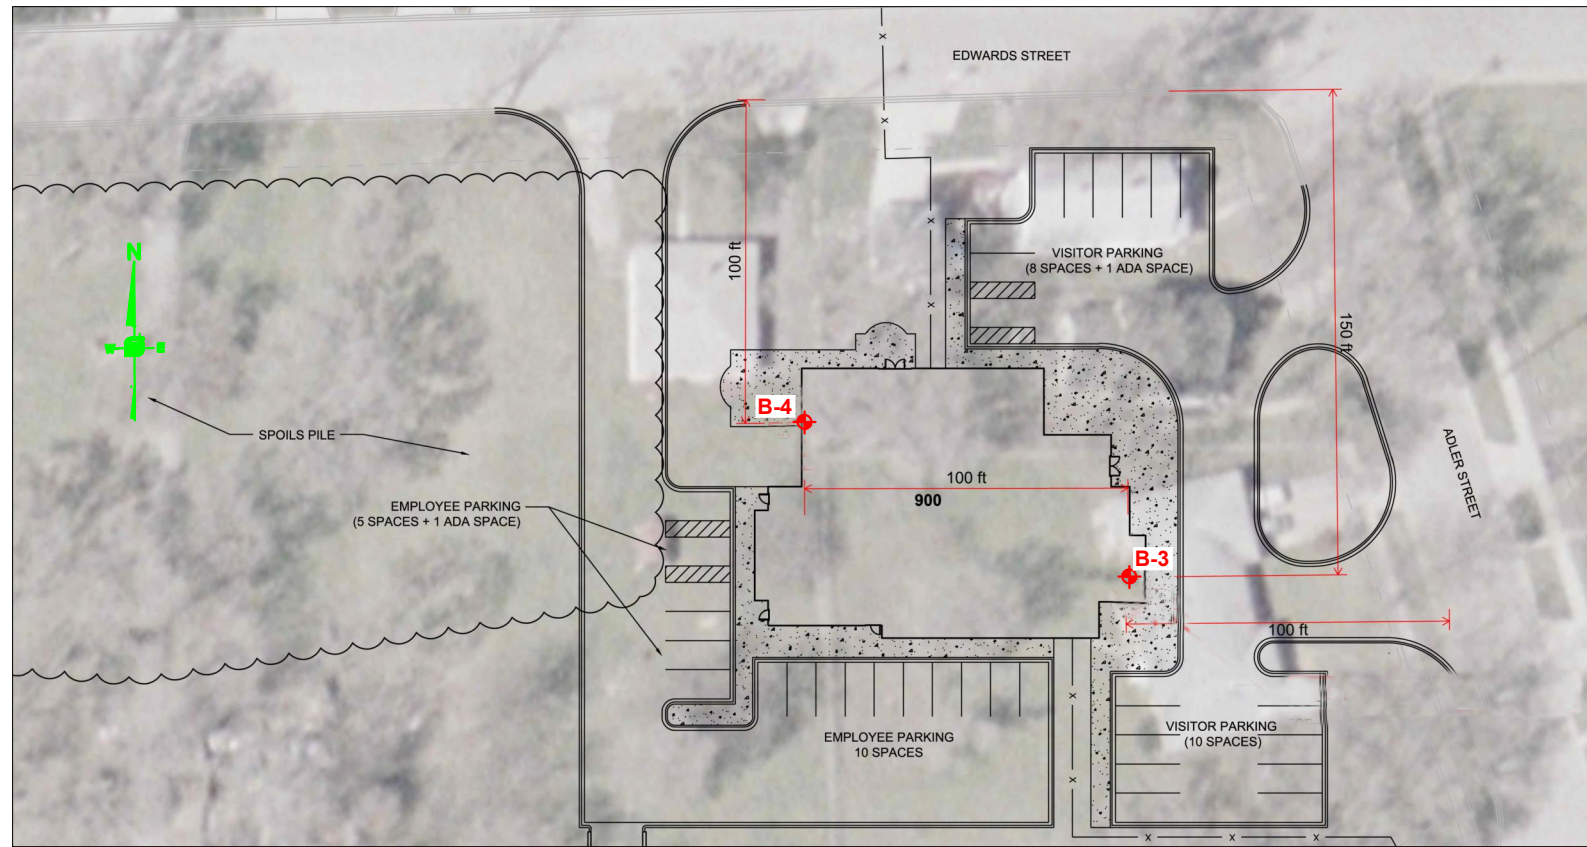 EDWARDS STREET
N
W E
100 ft
VISITOR PARKING
(8 SPACES + 1 ADA SPACE)
150 ft
B-4
SPOILS PILE
ADLER STREET
100 ft
900
EMPLOYEE PARKING
(5 SPACES + 1 ADA SPACE)
B-3
100 ft
EMPLOYEE PARKING
10 SPACES
VISITOR PARKING
(10 SPACES)
X
X
X
X
X
X
X
X
X